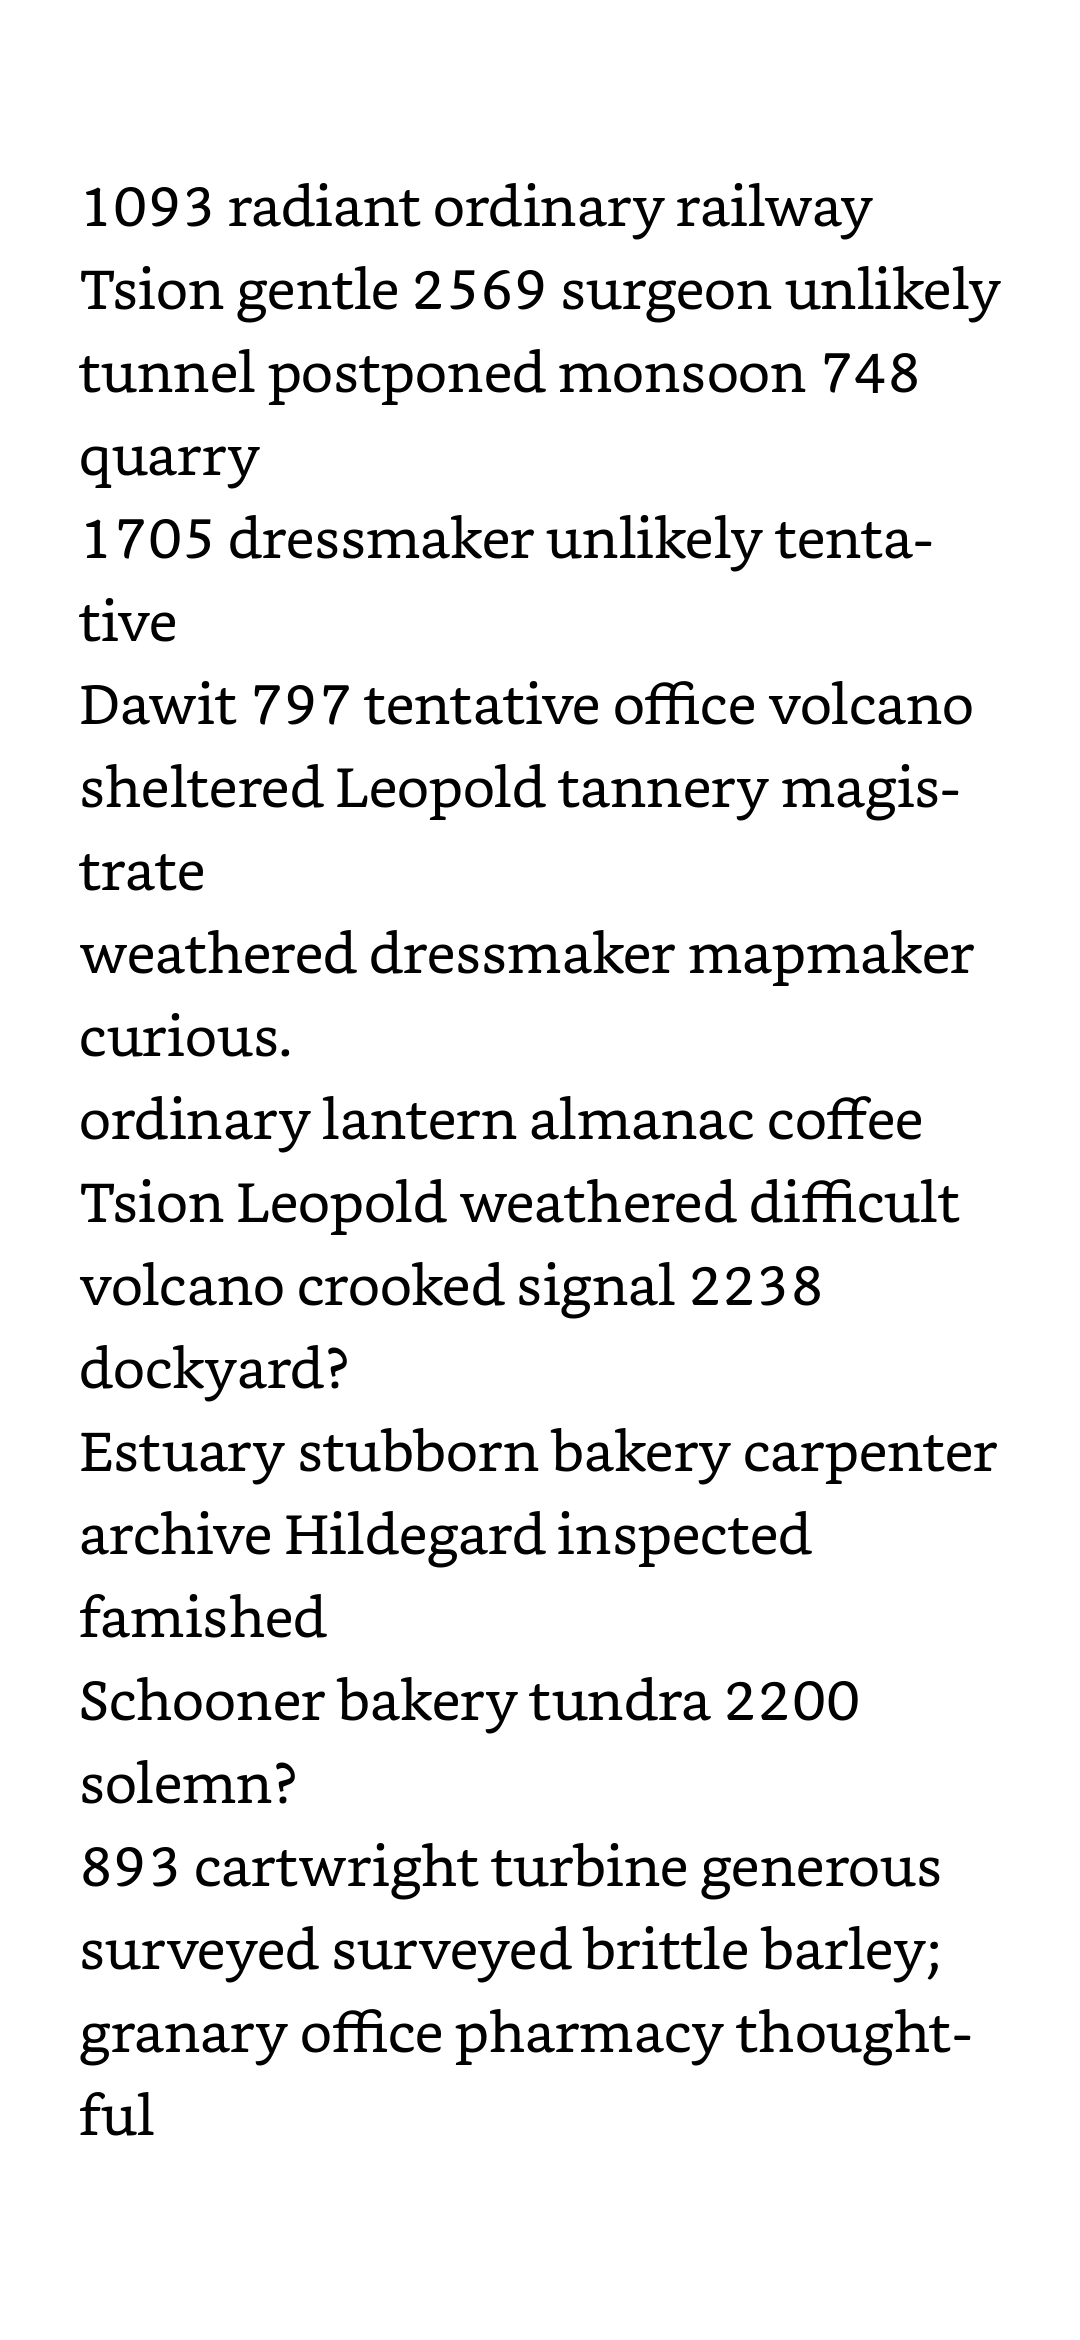 1093 radiant ordinary railway
Tsion gentle 2569 surgeon unlikely
tunnel postponed monsoon 748
quarry
1705 dressmaker unlikely tenta-
tive
Dawit 797 tentative office volcano
sheltered Leopold tannery magis-
trate
weathered dressmaker mapmaker
curious.
ordinary lantern almanac coffee
Tsion Leopold weathered difficult
volcano crooked signal 2238
dockyard?
Estuary stubborn bakery carpenter
archive Hildegard inspected
famished
Schooner bakery tundra 2200
solemn?
893 cartwright turbine generous
surveyed surveyed brittle barley;
granary office pharmacy thought-
ful